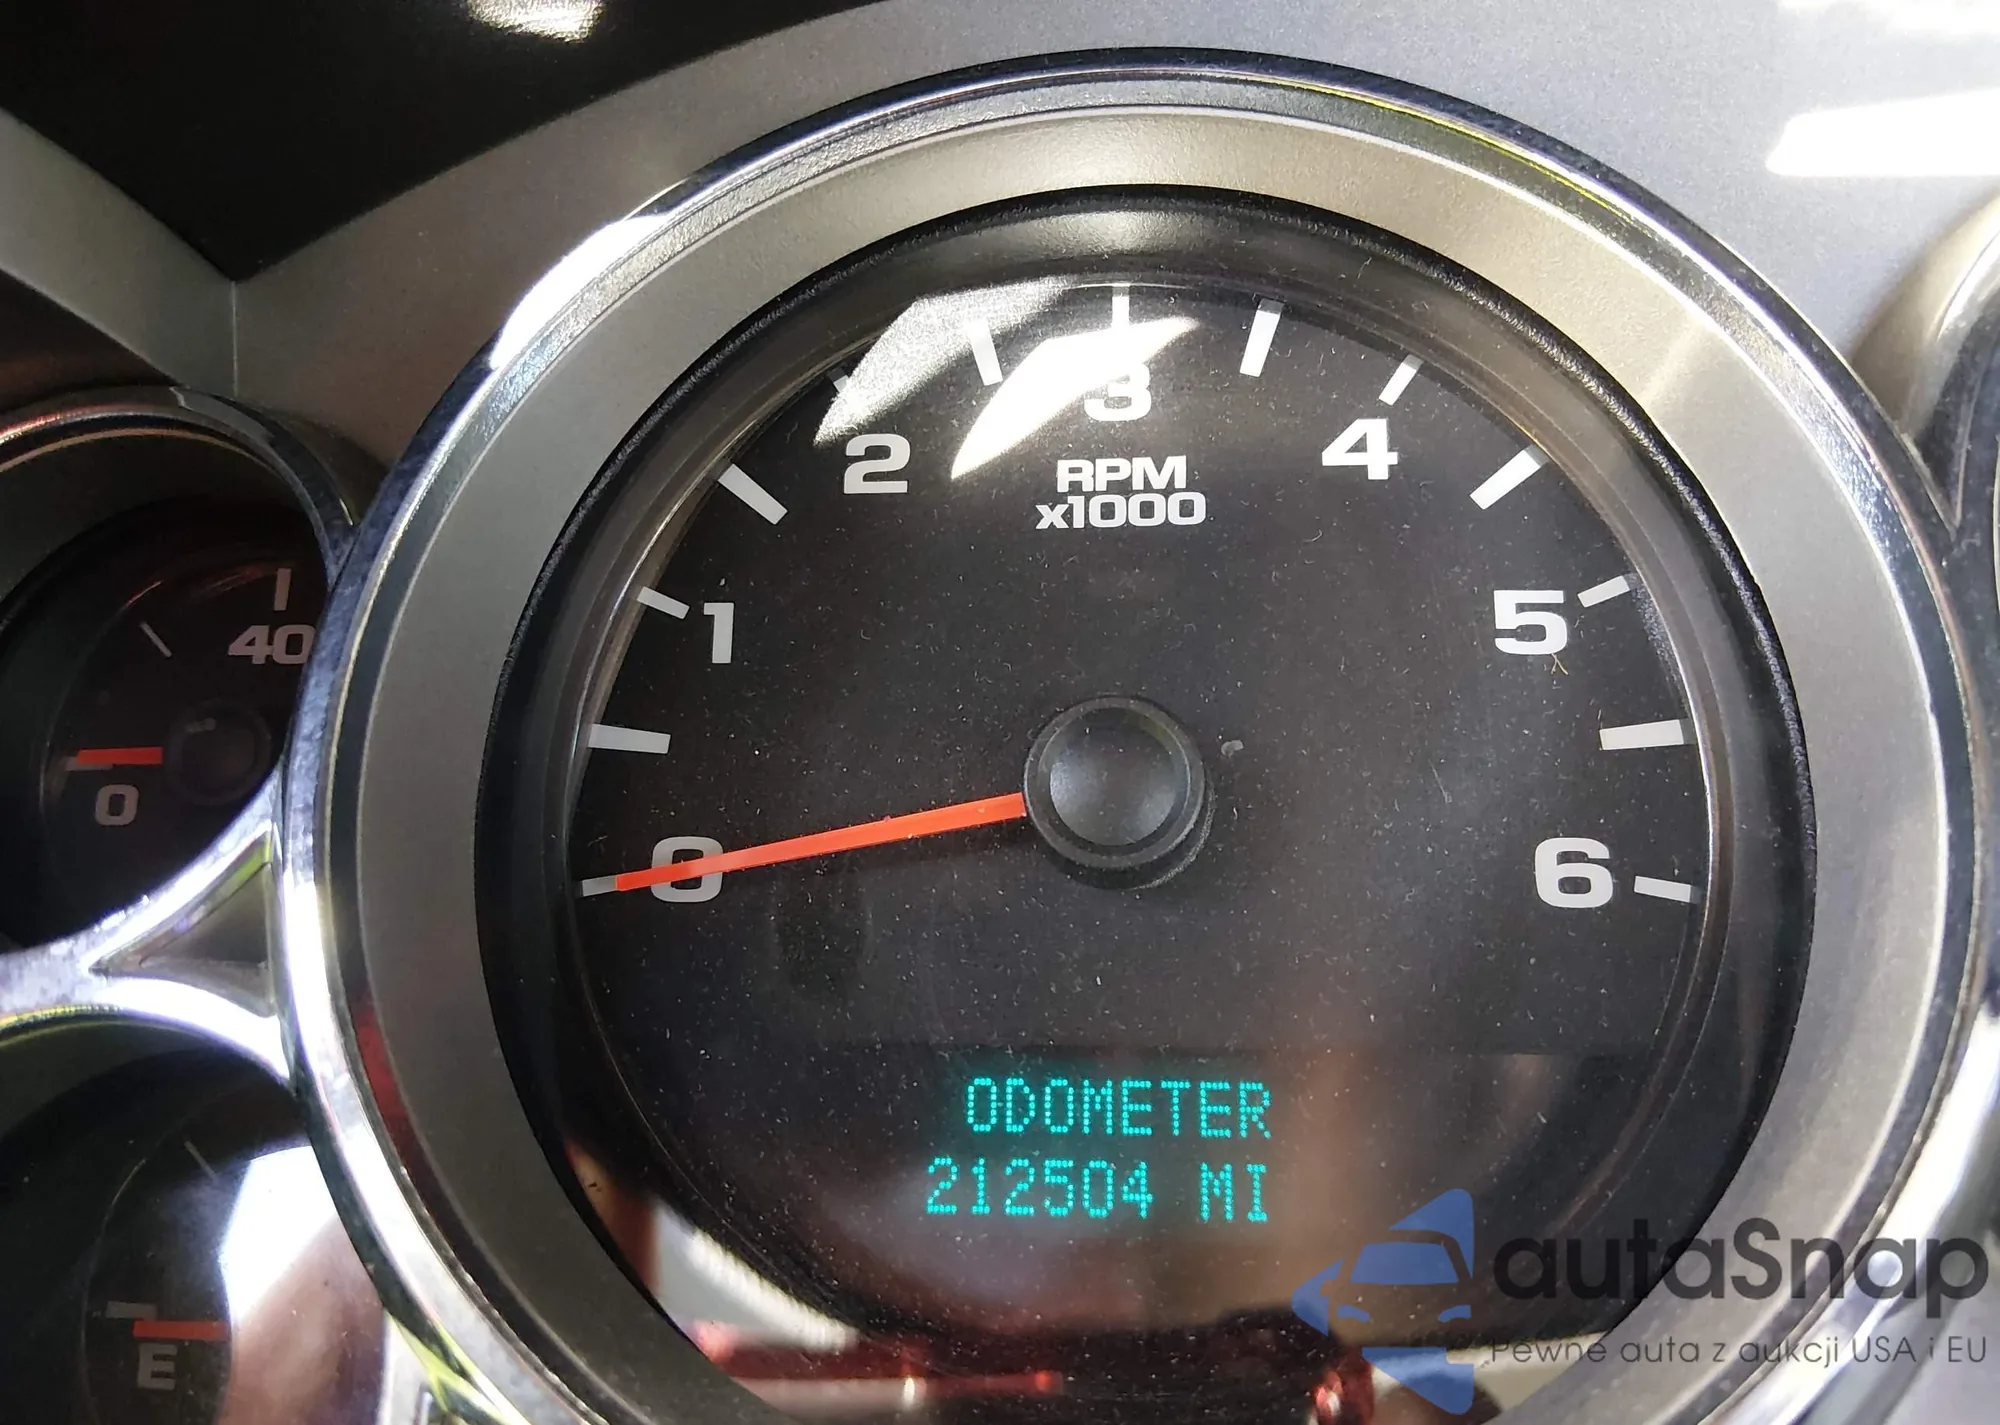 3
2
4
RPM
x1000
1
5
40
0
0
6
ODOMETER
212504 MI
autaSnap
Pewne auta z aukcji USA i EU
E